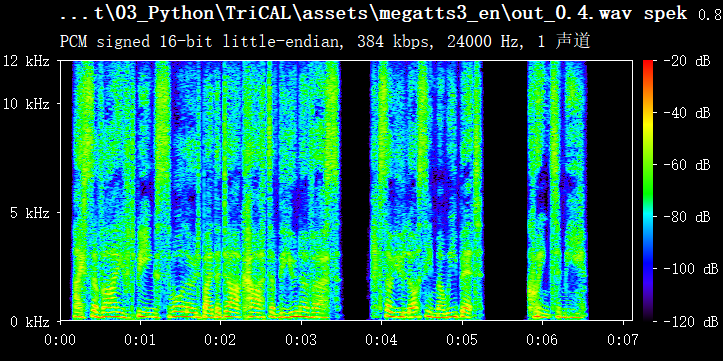 ...t\03_Python\TriCAL\assets\megatts3_en\out_0.4.wav spek 0.8
PCM signed 16-bit little-endian, 384 kbps, 24000 Hz, 1 声道
12 kHz
10 kHz
5 kHz
0 kHz
0:00 0:01 0:02 0:03 0:04 0:05 0:06 0:07
-20 dB
-40 dB
-60 dB
-80 dB
-100 dB
-120 dB